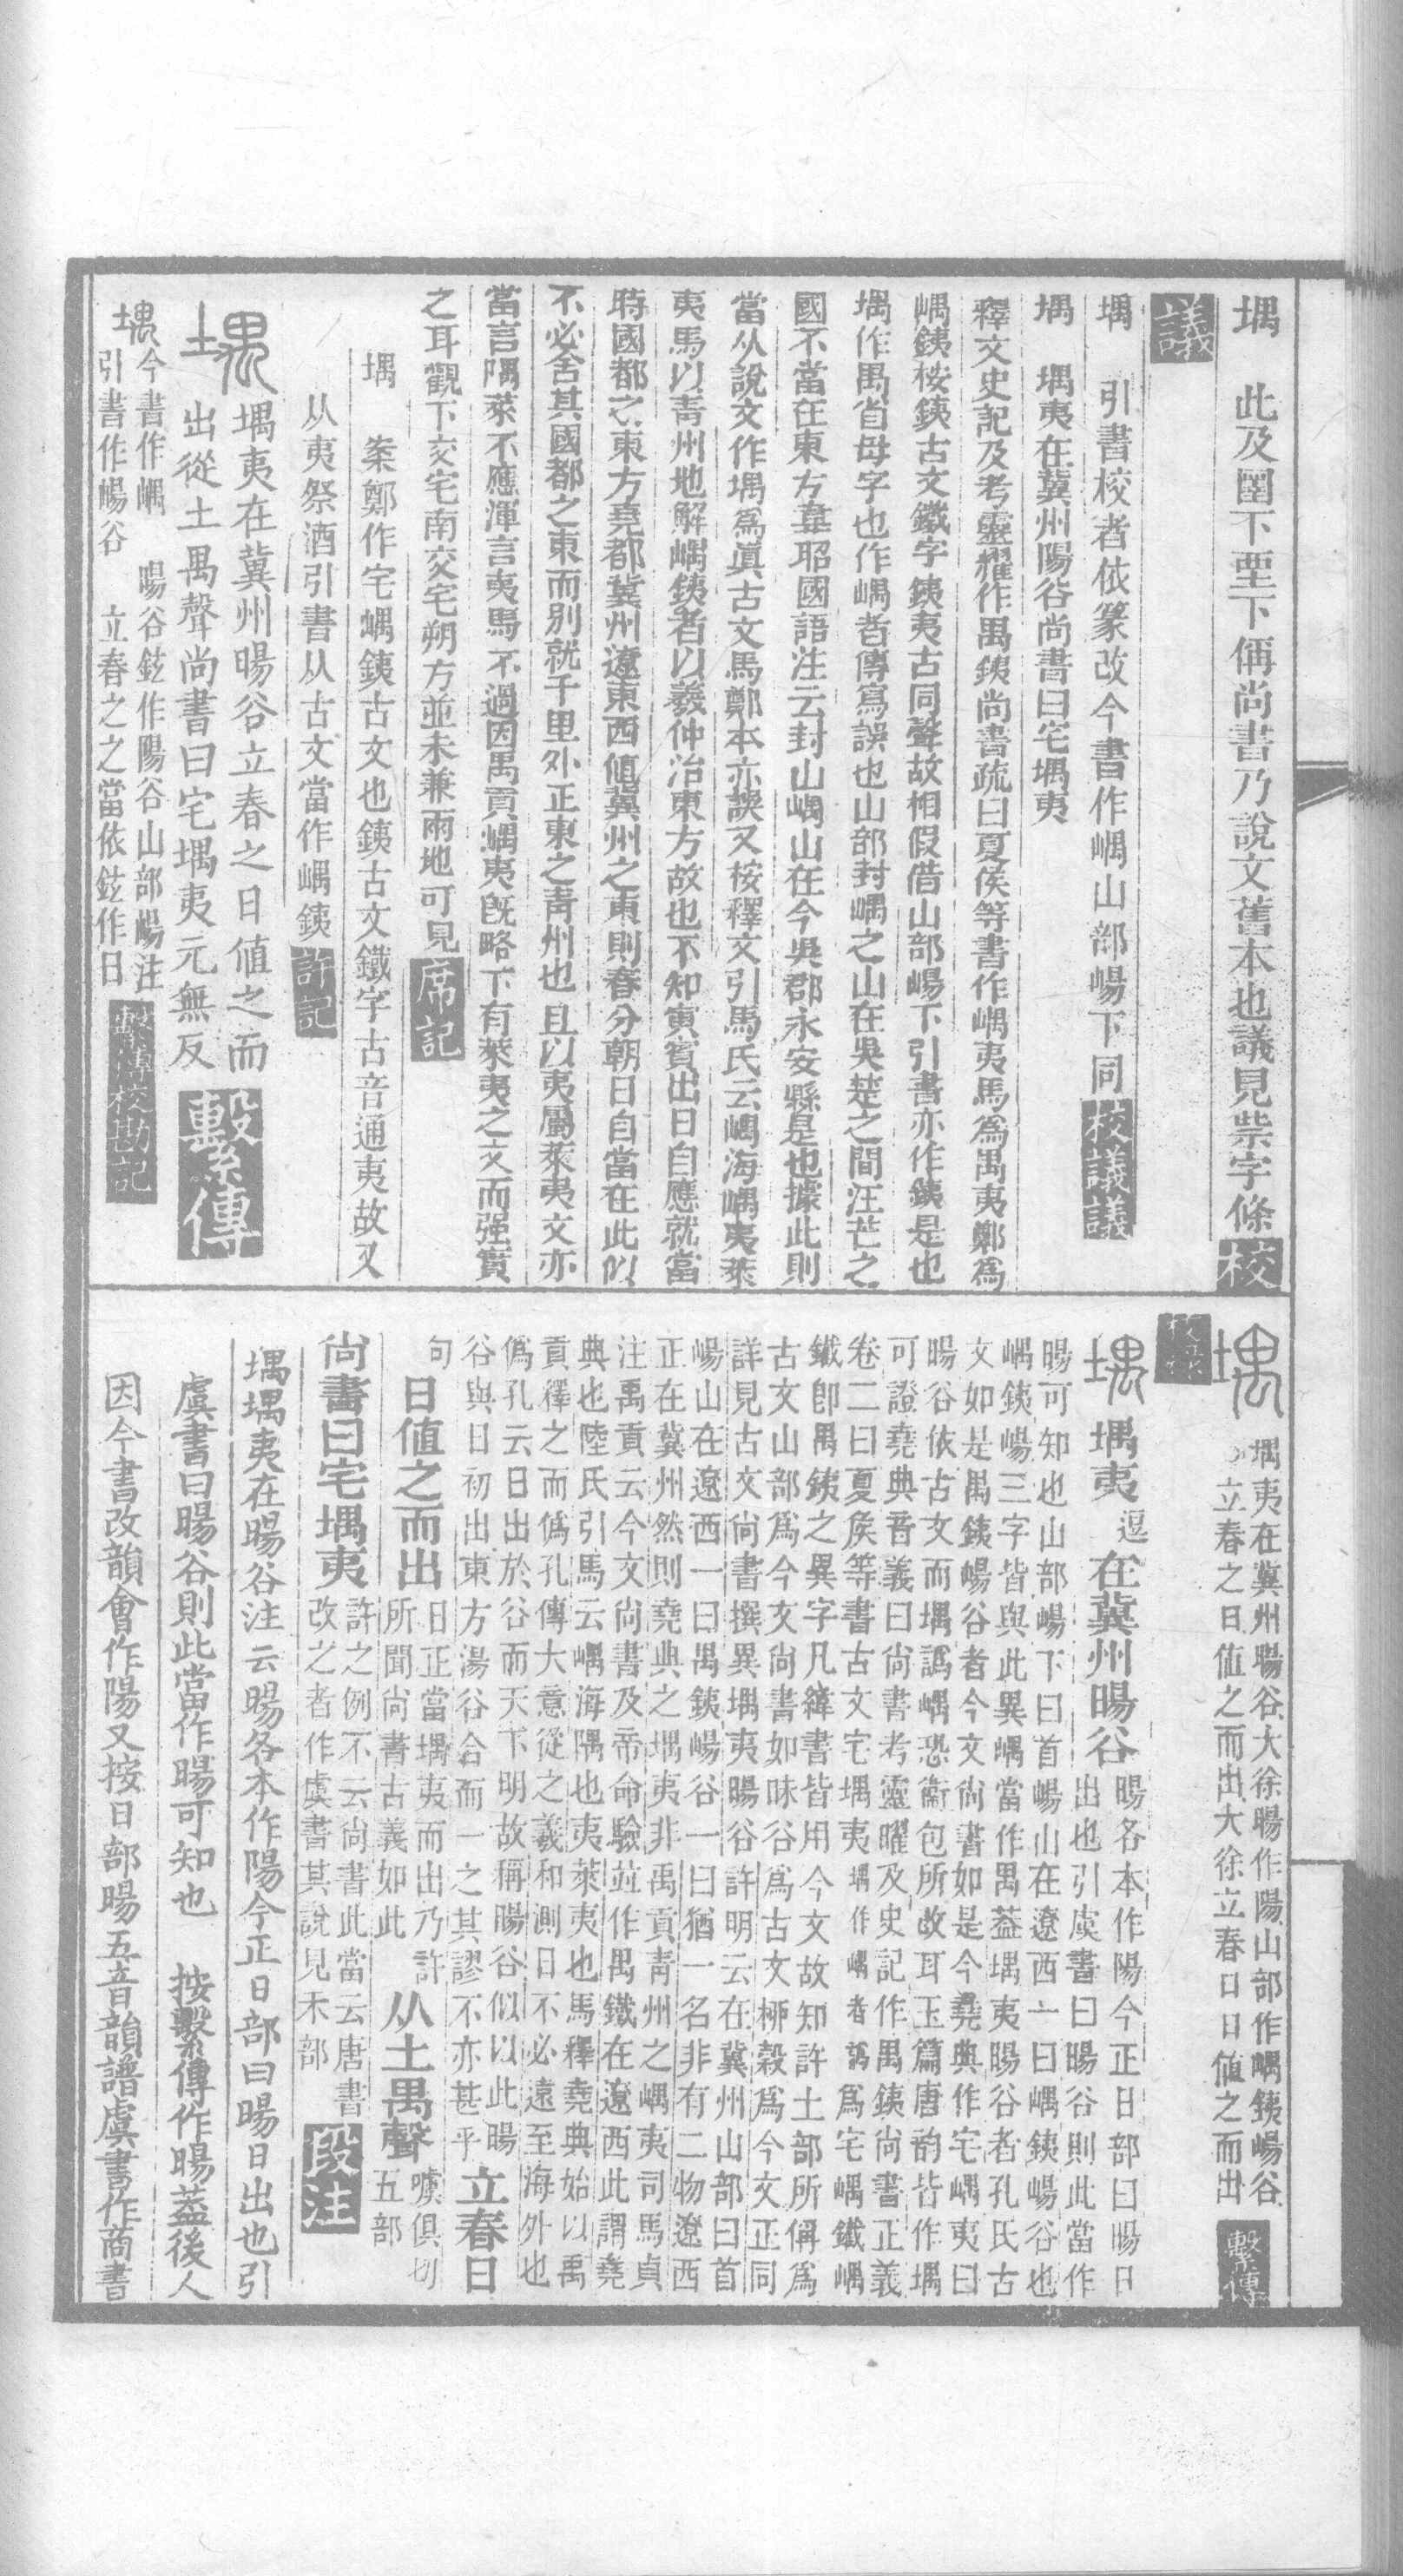 堣　此及圛不堲下偁尚書乃說文舊本也議見祟字條校
議
堣　引書校者依篆改今書作嵎山部崵下同校議議
堣　堣夷在冀州陽谷尚書曰宅堣夷
釋文史記及考靈耀作禺銕尚書疏曰夏侯等書作嵎夷馬爲禺夷鄭爲
嵎銕桉銕古文鐵字銕夷古同聲故相假借山部崵下引書亦作銕是也
堣作禺省母字也作嵎者傳寫誤也山部封嵎之山在吳楚之間汪芒之
國不當在東方韋昭國語注云封山嵎山在今吳郡永安縣是也據此則
當从說文作堣爲眞古文馬鄭本亦誤又桉釋文引馬氏云嵎海嵎夷萊
夷馬以靑州地解嵎銕者以羲仲治東方故也不知寅賓出日自應就當
時國都之東方堯都冀州遼東西値冀州之東則春分朝日自當在此似
不必舍其國都之東而別就千里外正東之靑州也且以夷屬萊夷文亦
當言隅萊不應渾言夷馬不過因禹貢嵎夷旣略下有萊夷之文而强實
之耳觀下文宅南交宅朔方並未兼兩地可見席記
堣　案鄭作宅嵎銕古文也銕古文鐵字古音通夷故又
从夷祭酒引書从古文當作嵎銕許記
堣　堣夷在冀州暘谷立春之日値之而
出從土禺聲尚書曰宅堣夷元無反繫傳
堣今書作嵎　暘谷鉉作陽谷山部崵注
引書作崵谷　立春之之當依鉉作日繫傳校勘記
堣　堣夷在冀州暘谷大徐暘作陽山部作嵎銕崵谷
立春之日値之而出大徐立春日日値之而出繫傳
堣　堣夷逗在冀州暘谷暘各本作陽今正日部曰暘日
出也引虞書曰暘谷則此當作
暘可知也山部崵下曰首崵山在遼西一曰嵎銕崵谷也
嵎銕崵三字皆與此異嵎當作禺葢堣夷暘谷者孔氏古
文如是禺銕崵谷者今文尙書如是今堯典作宅嵎夷曰
暘谷依古文而堣譌嵎恐衞包所改耳玉篇唐韵皆作堣
可證堯典音義曰尙書考靈曜及史記作禺銕尙書正義
卷二曰夏矦等書古文宅堣夷堣作嵎者譌爲宅嵎鐵嵎
鐵卽禺銕之異字凡緯書皆用今文故知許土部所偁爲
古文山部爲今文尙書如昧谷爲古文桺穀爲今文正同
詳見古文尙書撰異堣夷暘谷許明云在冀州山部曰首
崵山在遼西一曰禺銕崵谷一曰猶一名非有二物遼西
正在冀州然則堯典之堣夷非禹貢靑州之嵎夷司馬貞
注禹貢云今文尙書及帝命驗竝作禺鐵在遼西此謂堯
典也陸氏引馬云嵎海隅也夷萊夷也馬釋堯典始以禹
貢釋之而僞孔傳大意從之羲和測日不必遠至海外也
僞孔云日出於谷而天下明故稱暘谷似以此暘
谷與日初出東方湯谷合而一之其謬不亦甚乎立春日
句日値之而出日正當堣夷而出乃許
所聞尙書古義如此从土禺聲噳俱切
五部
尙書曰宅堣夷許之例不云尙書此當云唐書
改之者作虞書其說見禾部段注
堣堣夷在暘谷注云暘各本作陽今正日部曰暘日出也引
虞書曰暘谷則此當作暘可知也　按繫傳作暘葢後人
因今書改韻會作陽又按日部暘五音韻譜虞書作商書